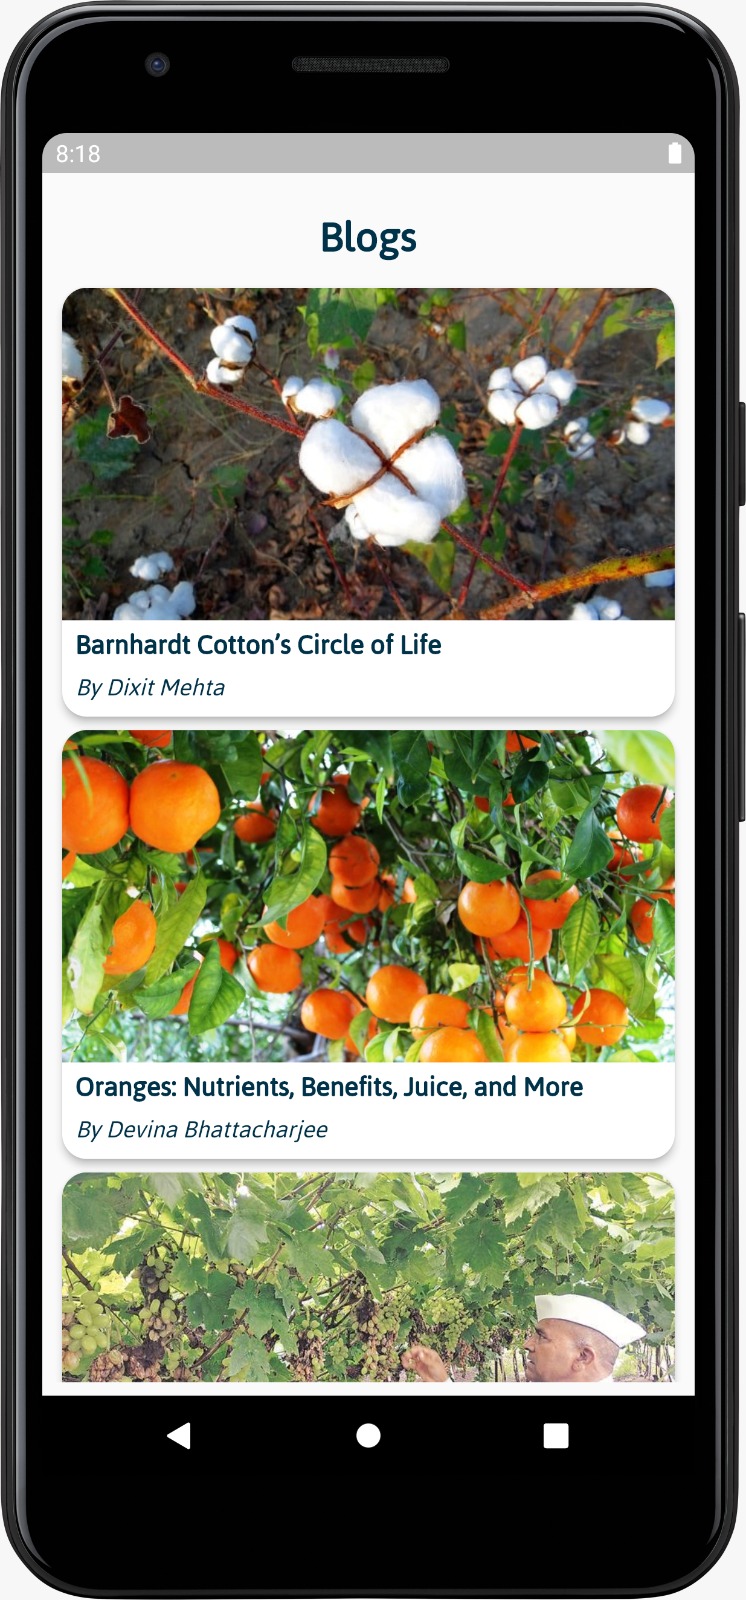 8:18
Blogs
Barnhardt Cotton’s Circle of Life
By Dixit Mehta
Oranges: Nutrients, Benefits, Juice, and More
By Devina Bhattacharjee